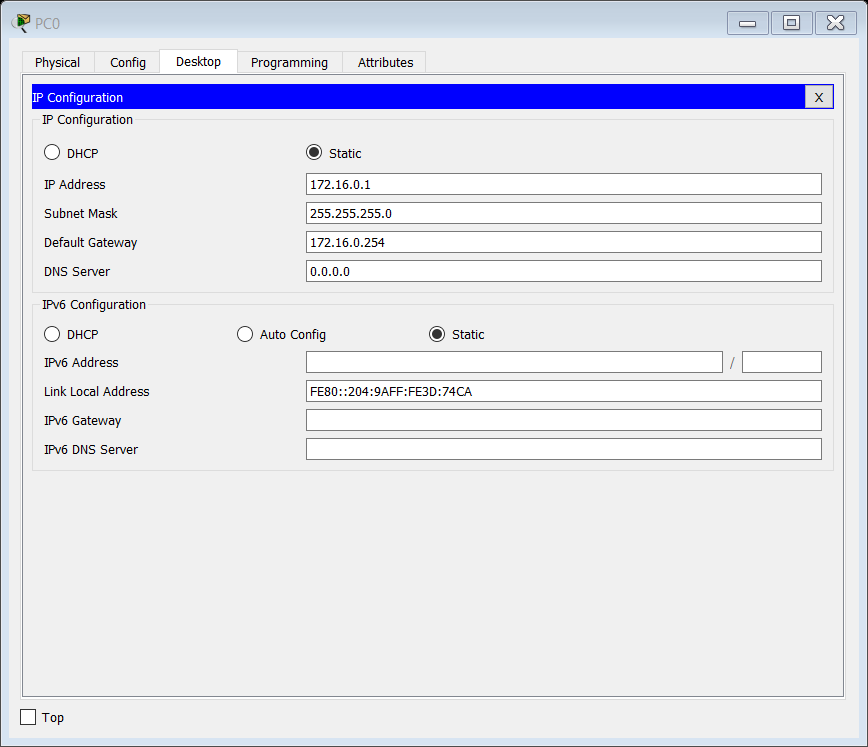 PC0
Physical Config Desktop Programming Attributes
IP Configuration X
IP Configuration
DHCP Static
IP Address 172.16.0.1
Subnet Mask 255.255.255.0
Default Gateway 172.16.0.254
DNS Server 0.0.0.0
IPv6 Configuration
DHCP Auto Config Static
IPv6 Address /
Link Local Address FE80::204:9AFF:FE3D:74CA
IPv6 Gateway
IPv6 DNS Server
Top